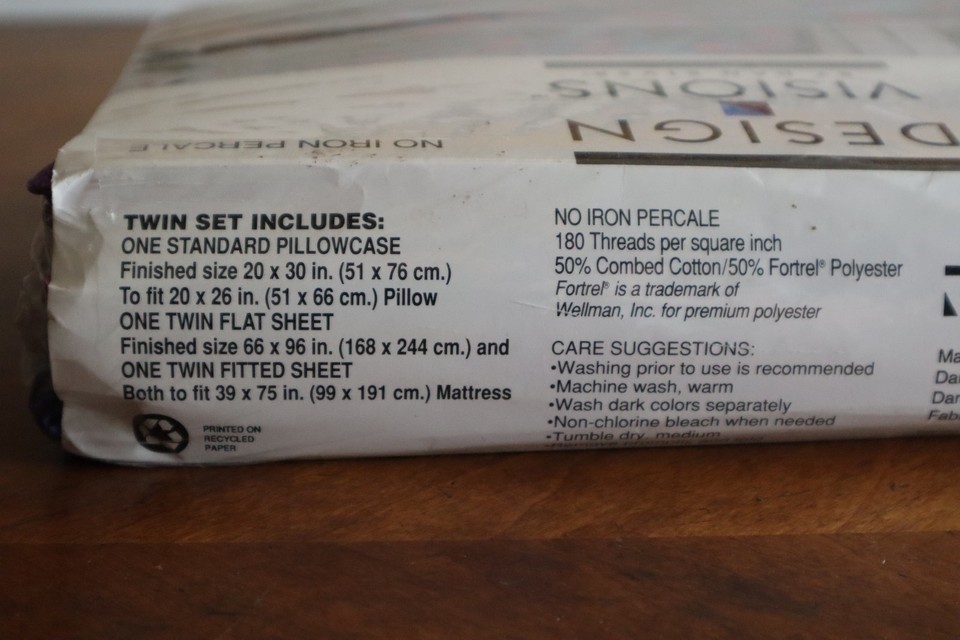 VISIONS
DESIGN
NO IRON PERCALE
TWIN SET INCLUDES:
ONE STANDARD PILLOWCASE
Finished size 20 x 30 in. (51 x 76 cm.)
To fit 20 x 26 in. (51 x 66 cm.) Pillow
ONE TWIN FLAT SHEET
Finished size 66 x 96 in. (168 x 244 cm.) and
ONE TWIN FITTED SHEET
Both to fit 39 x 75 in. (99 x 191 cm.) Mattress
PRINTED ON
RECYCLED
PAPER
NO IRON PERCALE
180 Threads per square inch
50% Combed Cotton/50% Fortrel® Polyester
Fortrel® is a trademark of
Wellman, Inc. for premium polyester
CARE SUGGESTIONS:
•Washing prior to use is recommended
•Machine wash, warm
•Wash dark colors separately
•Non-chlorine bleach when needed
•Tumble dry, medium
Ma
Da
Dar
Fab